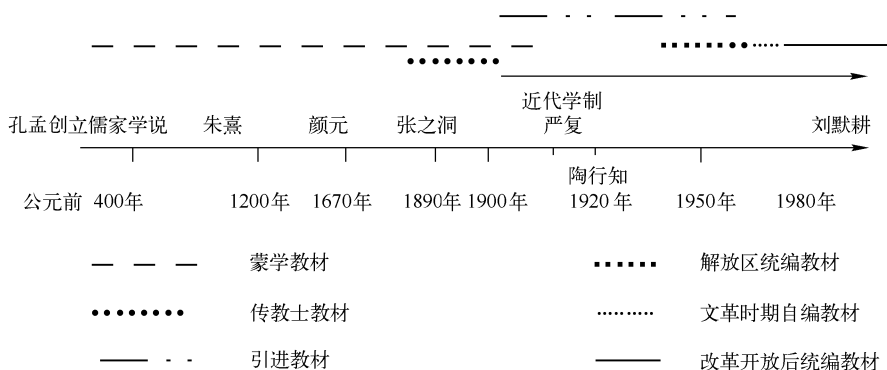 近代学制
孔孟创立儒家学说 朱熹 颜元 张之洞 严复 刘默耕
陶行知
公元前 400年 1200年 1670年 1890年 1900年 1920年 1950年 1980年
蒙学教材 解放区统编教材
传教士教材 文革时期自编教材
引进教材 改革开放后统编教材